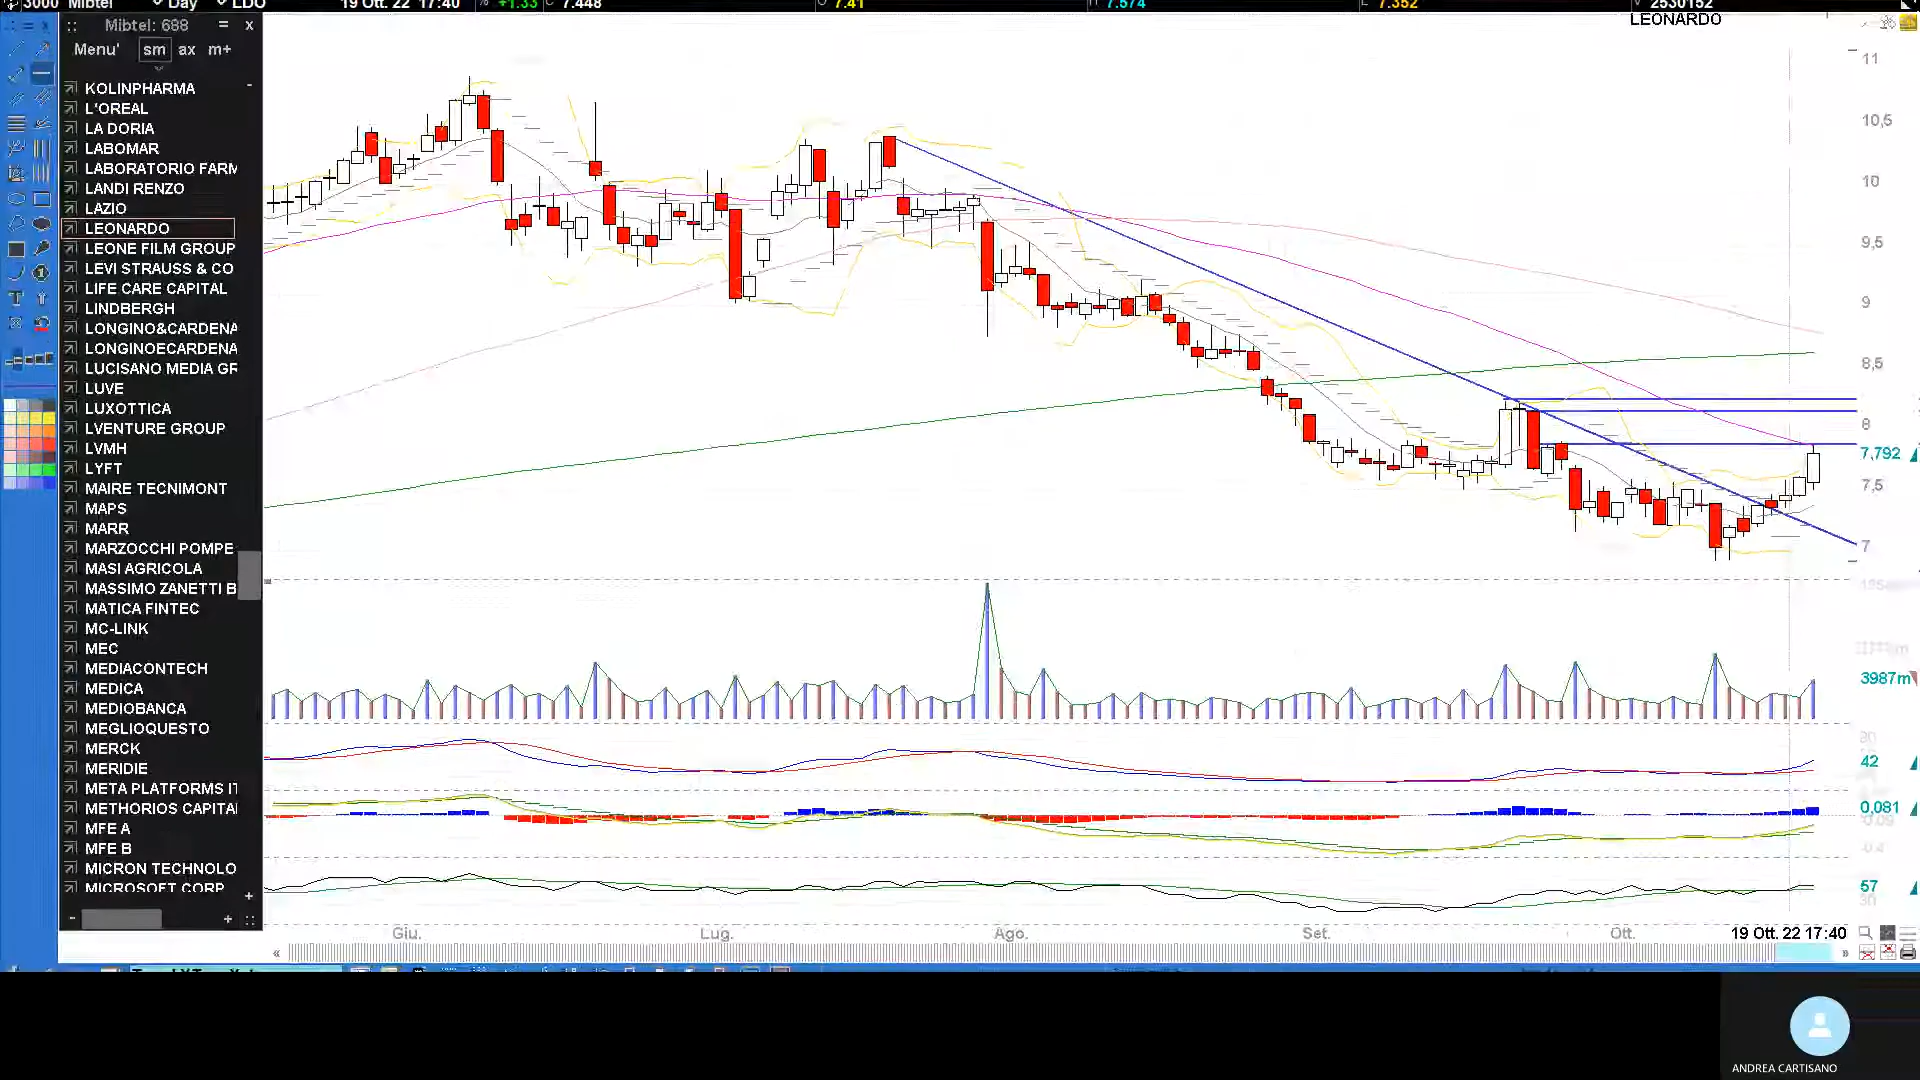 3000 Mibtel Day LDO 19 Ott. 22 17:40 % +1.33 C 7.448 O 7.41 H 7.574 L 7.352 V 2530152
LEONARDO
Mibtel: 688 = x
Menu' sm ax m+
KOLINPHARMA
L'OREAL
LA DORIA
LABOMAR
LABORATORIO FARM
LANDI RENZO
LAZIO
LEONARDO
LEONE FILM GROUP
LEVI STRAUSS & CO
LIFE CARE CAPITAL
LINDBERGH
LONGINO&CARDENA
LONGINOECARDENA
LUCISANO MEDIA GR
LUVE
LUXOTTICA
LVENTURE GROUP
LVMH
LYFT
MAIRE TECNIMONT
MAPS
MARR
MARZOCCHI POMPE
MASI AGRICOLA
MASSIMO ZANETTI B
MATICA FINTEC
MC-LINK
MEC
MEDIACONTECH
MEDICA
MEDIOBANCA
MEGLIOQUESTO
MERCK
MERIDIE
META PLATFORMS I
METHORIOS CAPITA
MFE A
MFE B
MICRON TECHNOLO
MICROSOFT CORP
11
10,5
10
9,5
9
8,5
8
7,792
7,5
7
3987m
42
0,081
-0.4
57
30
Giu. Lug. Ago. Set. Ott. 19 Ott. 22 17:40
ANDREA CARTISANO